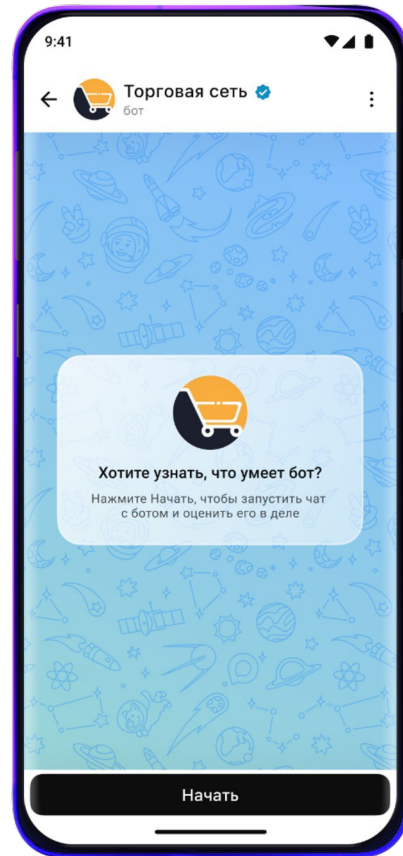 9:41
Торговая сеть
бот
Хотите узнать, что умеет бот?
Нажмите Начать, чтобы запустить чат
с ботом и оценить его в деле
Начать